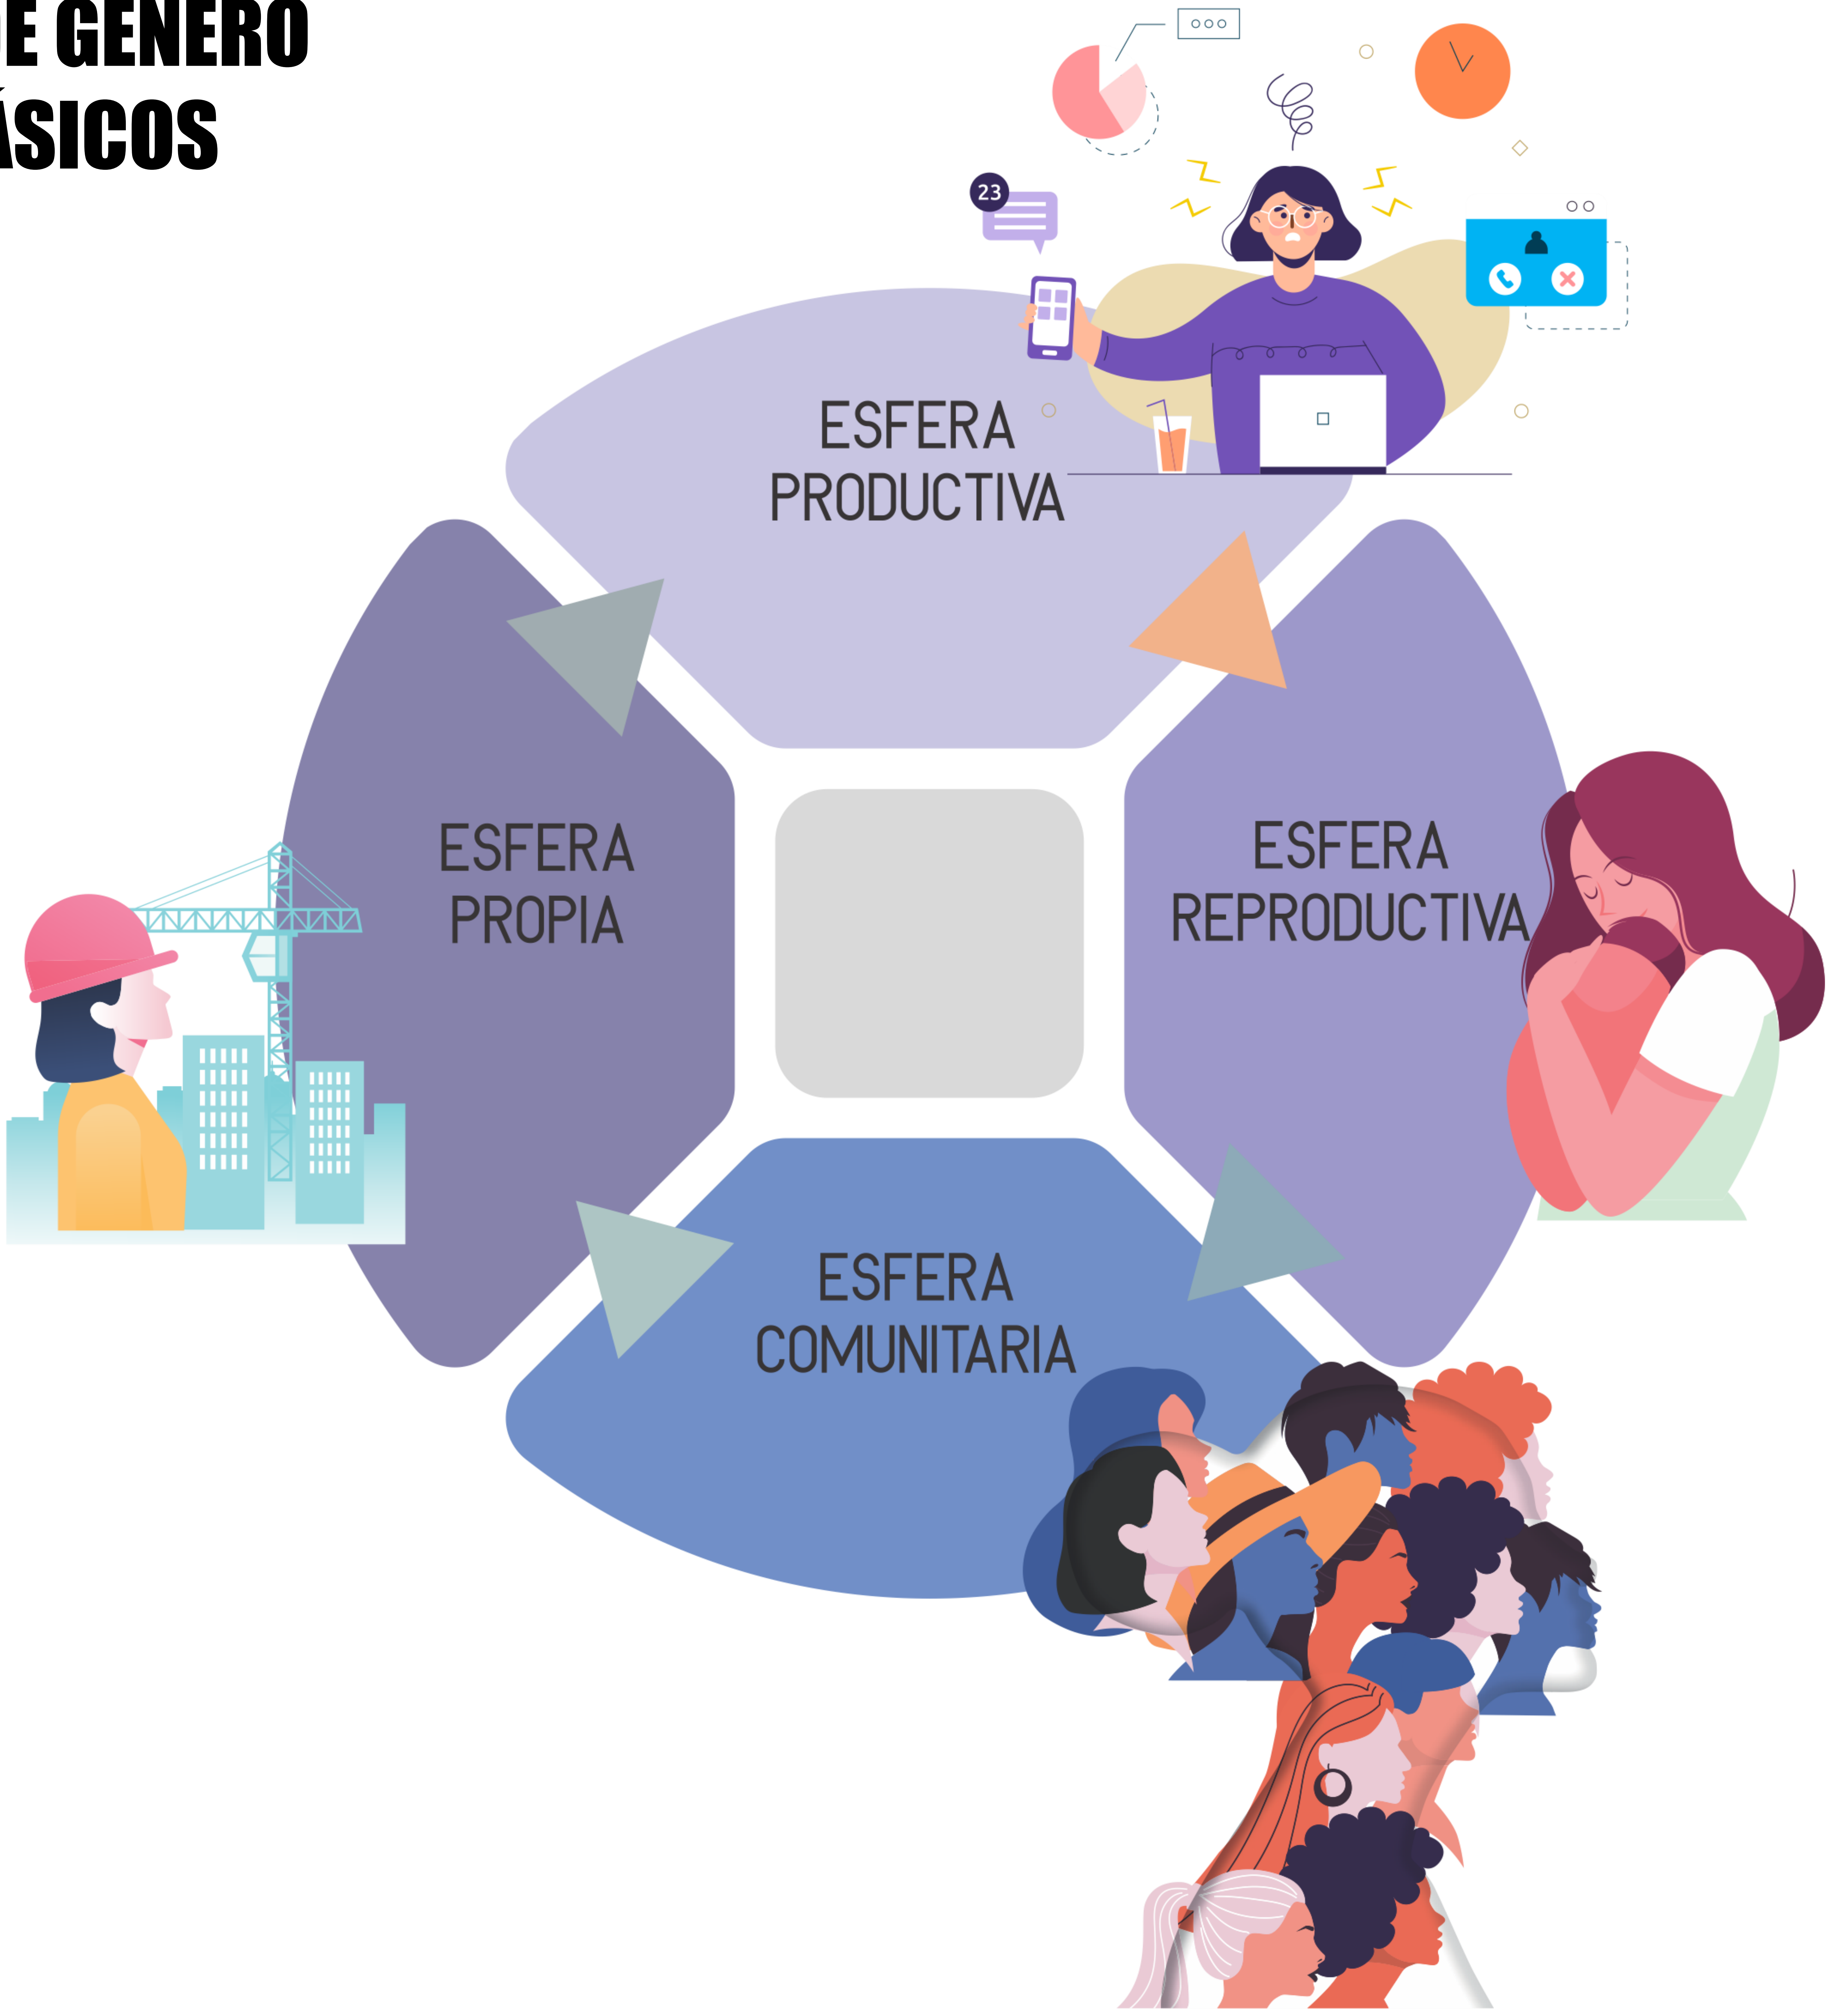 E GENERO
ÁSICOS
23
ESFERA
PRODUCTIVA
ESFERA
PROPIA
ESFERA
REPRODUCTIVA
ESFERA
COMUNITARIA